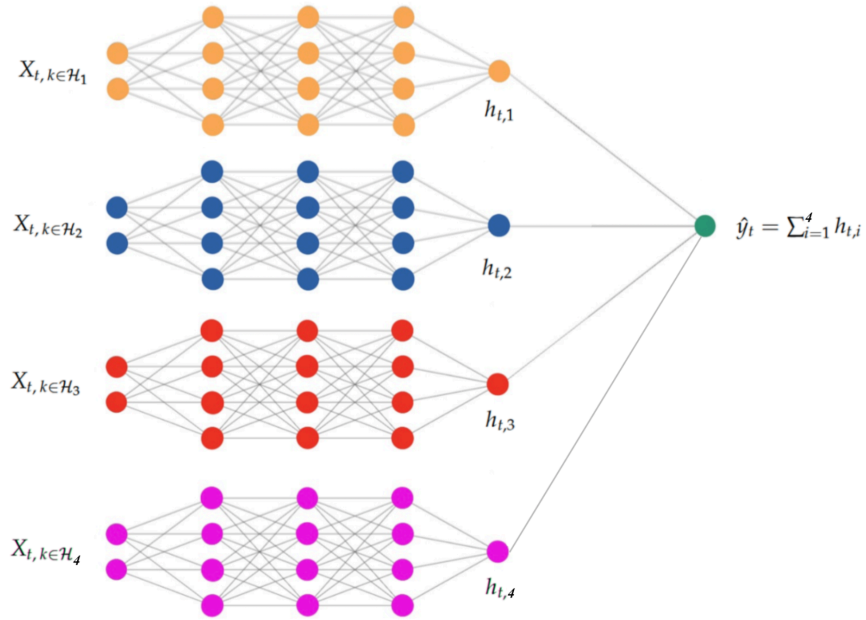 X_{t, k∈ℋ_1}
h_{t,1}
X_{t, k∈ℋ_2}
h_{t,2}
ŷ_t = ∑_{i=1}^{4} h_{t,i}
X_{t, k∈ℋ_3}
h_{t,3}
X_{t, k∈ℋ_4}
h_{t,4}